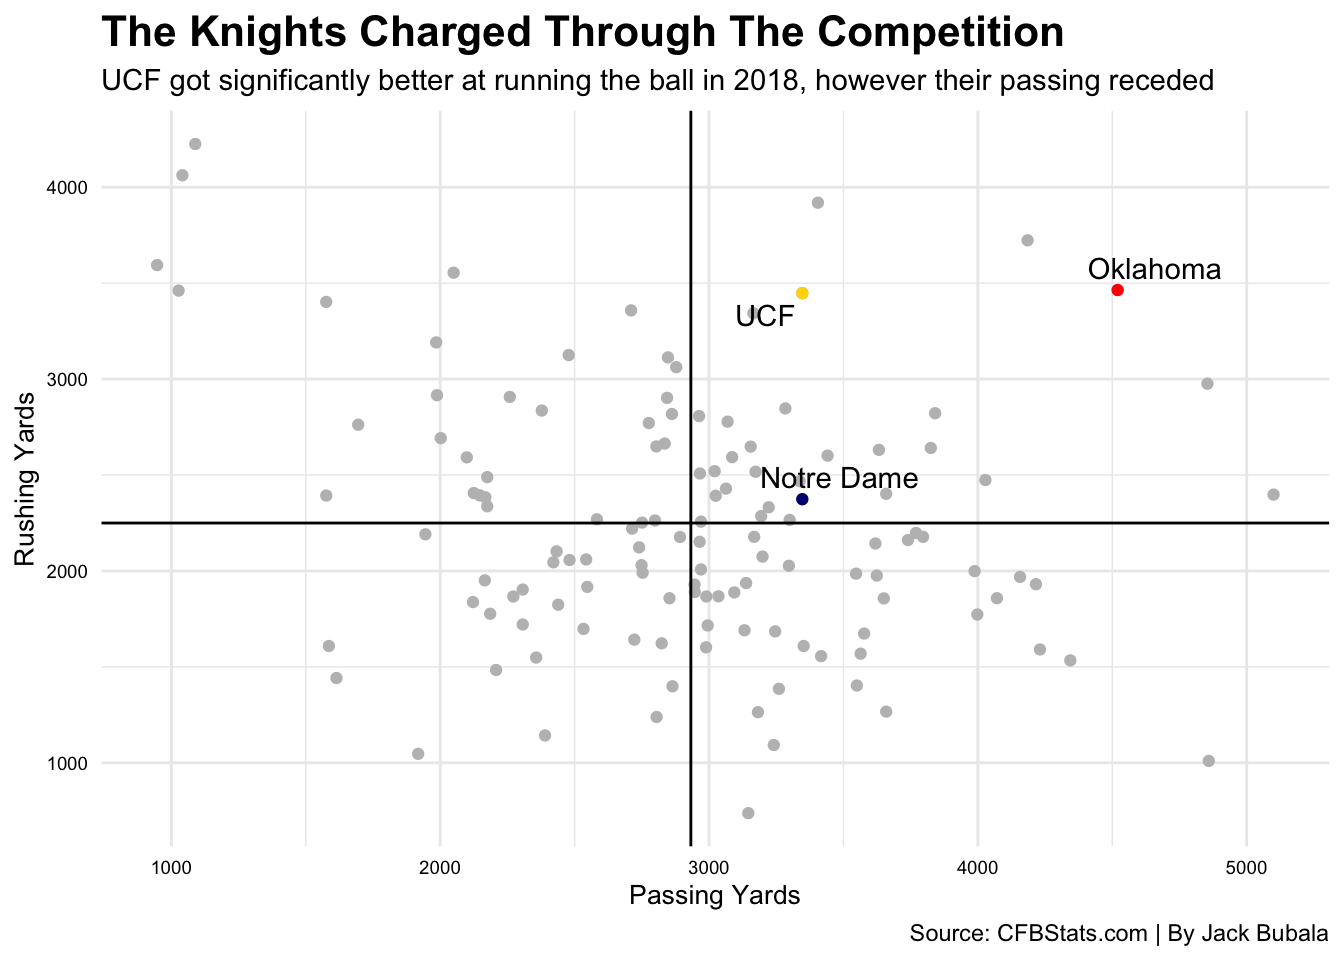 The Knights Charged Through The Competition
UCF got significantly better at running the ball in 2018, however their passing receded
4000
3000
2000
1000
Rushing Yards
Oklahoma
UCF
Notre Dame
1000 2000 3000 4000 5000
Passing Yards
Source: CFBStats.com | By Jack Bubala